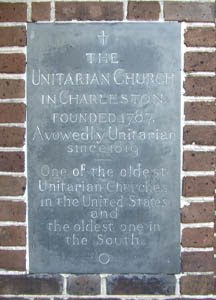 THE
UNITARIAN CHURCH
IN CHARLESTON
FOUNDED 1787.
Avowedly Unitarian
since 1819
One of the oldest
Unitarian Churches
in the United States
and
the oldest one in
the South.